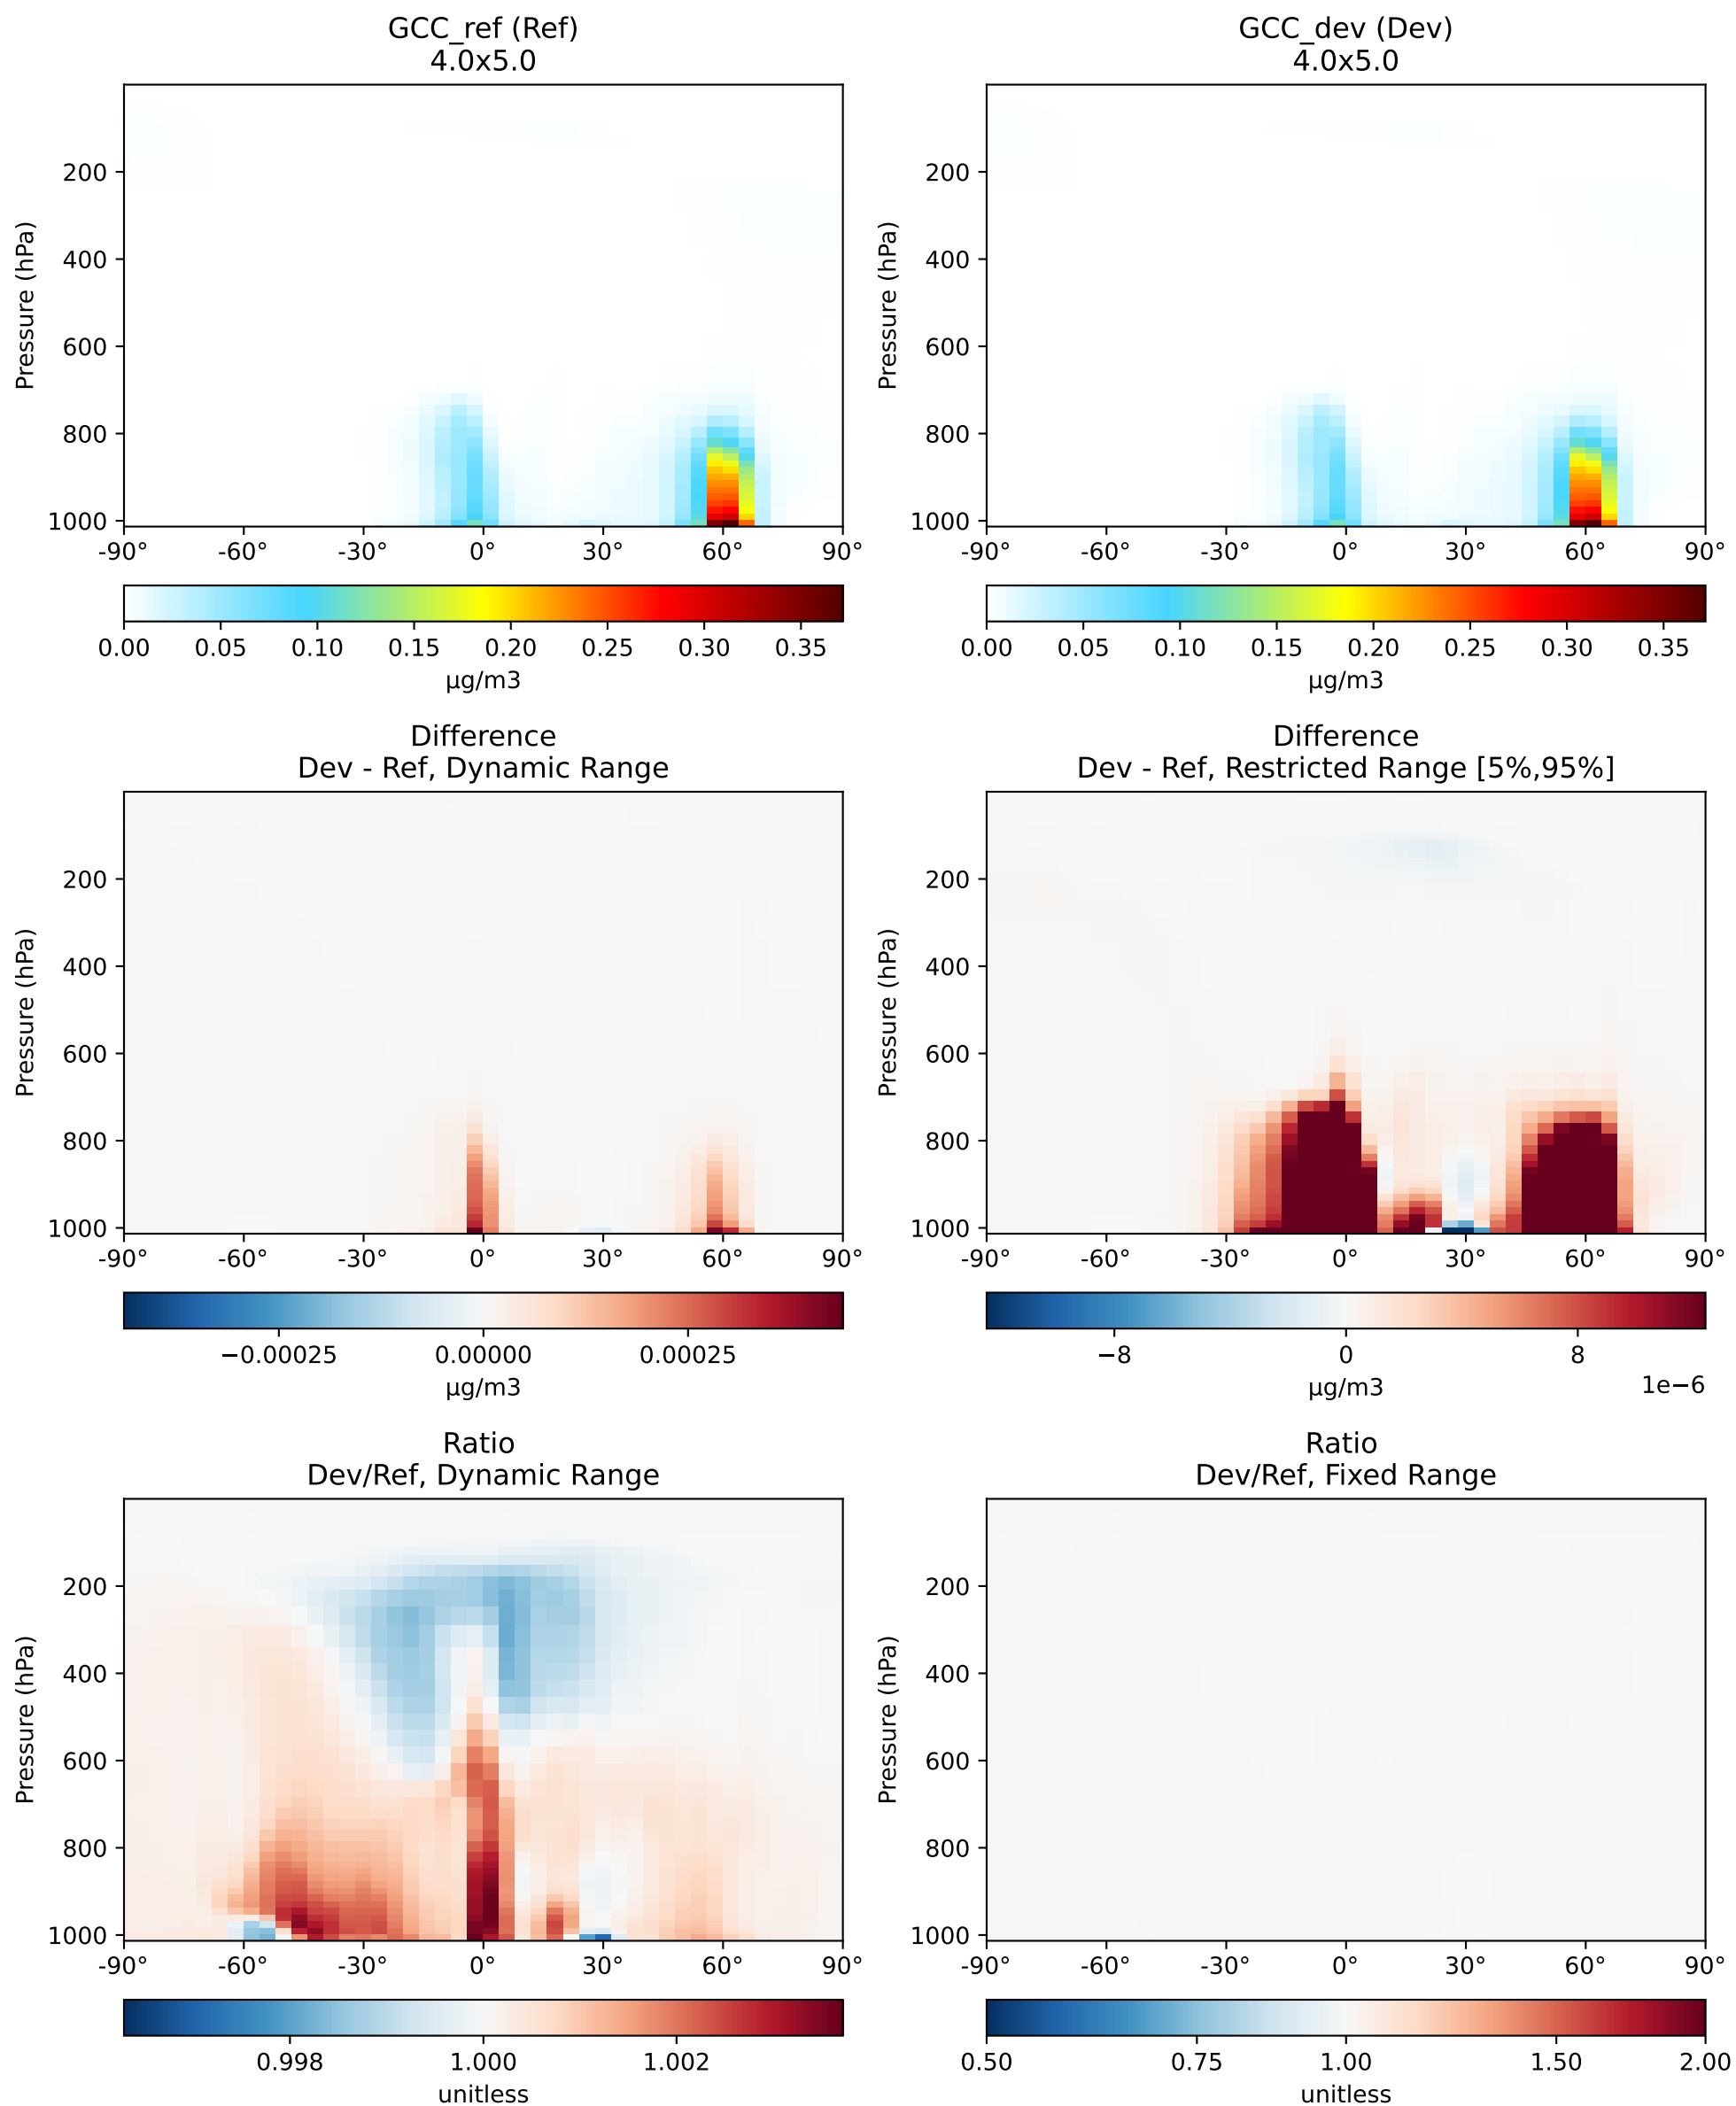 GCC_ref (Ref)
4.0x5.0
Pressure (hPa)
200
400
600
800
1000
-90° -60° -30° 0° 30° 60° 90°
0.00 0.05 0.10 0.15 0.20 0.25 0.30 0.35
μg/m3
GCC_dev (Dev)
4.0x5.0
Pressure (hPa)
200
400
600
800
1000
-90° -60° -30° 0° 30° 60° 90°
0.00 0.05 0.10 0.15 0.20 0.25 0.30 0.35
μg/m3
Difference
Dev - Ref, Dynamic Range
Pressure (hPa)
200
400
600
800
1000
-90° -60° -30° 0° 30° 60° 90°
−0.00025 0.00000 0.00025
μg/m3
Difference
Dev - Ref, Restricted Range [5%,95%]
Pressure (hPa)
200
400
600
800
1000
-90° -60° -30° 0° 30° 60° 90°
−8 0 8
μg/m3
1e−6
Ratio
Dev/Ref, Dynamic Range
Pressure (hPa)
200
400
600
800
1000
-90° -60° -30° 0° 30° 60° 90°
0.998 1.000 1.002
unitless
Ratio
Dev/Ref, Fixed Range
Pressure (hPa)
200
400
600
800
1000
-90° -60° -30° 0° 30° 60° 90°
0.50 0.75 1.00 1.50 2.00
unitless